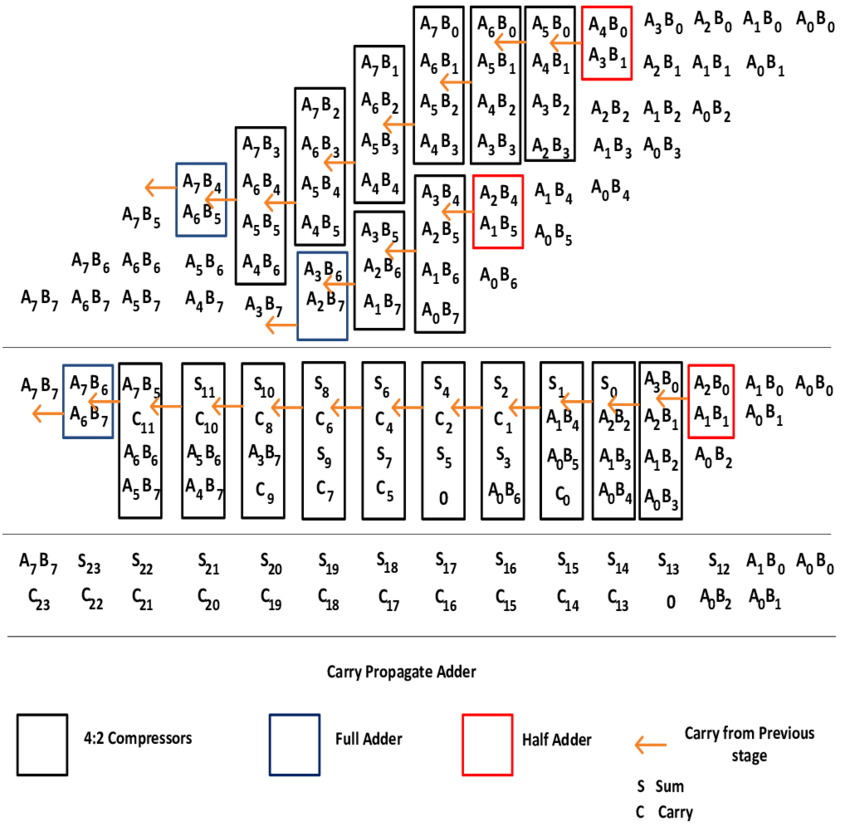 A7B0 A6B0 A5B0 A4B0 A3B0 A2B0 A1B0 A0B0
A7B1 A6B1 A5B1 A4B1 A3B1 A2B1 A1B1 A0B1
A7B2 A6B2 A5B2 A4B2 A3B2 A2B2 A1B2 A0B2
A7B3 A6B3 A5B3 A4B3 A3B3 A2B3 A1B3 A0B3
A7B4 A6B4 A5B4 A4B4 A3B4 A2B4 A1B4 A0B4
A7B5 A6B5 A5B5 A4B5 A3B5 A2B5 A1B5 A0B5
A7B6 A6B6 A5B6 A4B6 A3B6 A2B6 A1B6 A0B6
A7B7 A6B7 A5B7 A4B7 A3B7 A2B7 A1B7 A0B7
A7B7 A7B6 A7B5 S11 S10 S8 S6 S4 S2 S1 S0 A3B0 A2B0 A1B0 A0B0
A6B7 C11 C10 C8 C6 C4 C2 C1 A1B4 A2B2 A2B1 A1B1 A0B1
A6B6 A5B6 A3B7 S9 S7 S5 S3 A0B5 A1B3 A1B2 A0B2
A5B7 A4B7 C9 C7 C5 0 A0B6 C0 A0B4 A0B3
A7B7 S23 S22 S21 S20 S19 S18 S17 S16 S15 S14 S13 S12 A1B0 A0B0
C23 C22 C21 C20 C19 C18 C17 C16 C15 C14 C13 0 A0B2 A0B1
Carry Propagate Adder
4:2 Compressors
Full Adder
Half Adder
Carry from Previous
stage
S Sum
C Carry